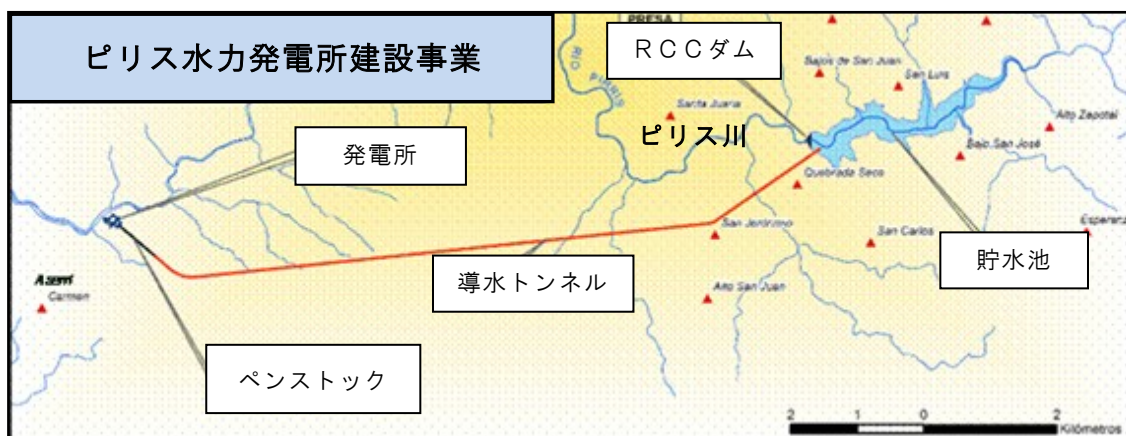 ピリス水力発電所建設事業
PRESA
RCCダム
RIO PIRRIS
Bajos de San Juan
San Luis
Santa Juana
ピリス川
Alto Zapotal
発電所
Bajo San José
Quebrada Seca
San Jerónimo
San Carlos
Esperanz
貯水池
導水トンネル
Aserrí
Carmen
Alto San Juan
ペンストック
2 1 0 2
Kilómetros